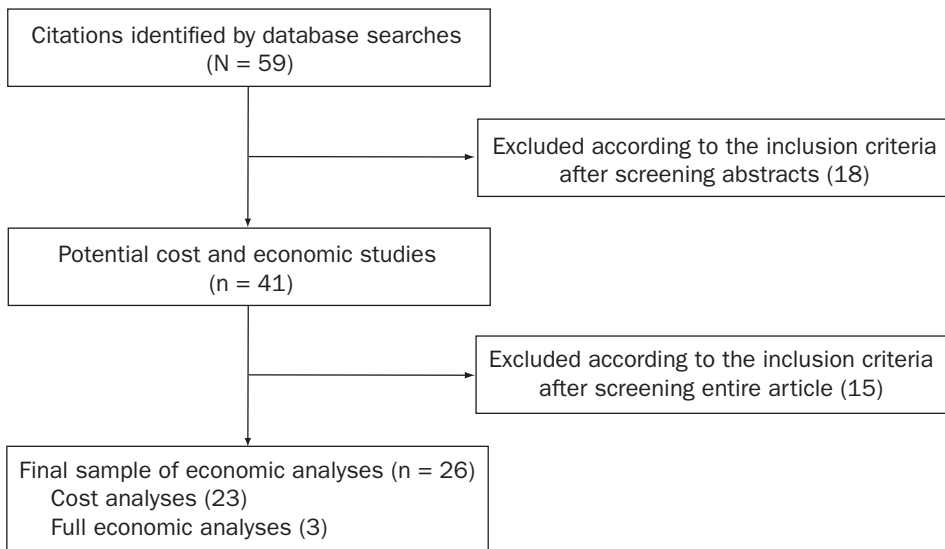 Citations identified by database searches
(N = 59)
Excluded according to the inclusion criteria
after screening abstracts (18)
Potential cost and economic studies
(n = 41)
Excluded according to the inclusion criteria
after screening entire article (15)
Final sample of economic analyses (n = 26)
Cost analyses (23)
Full economic analyses (3)